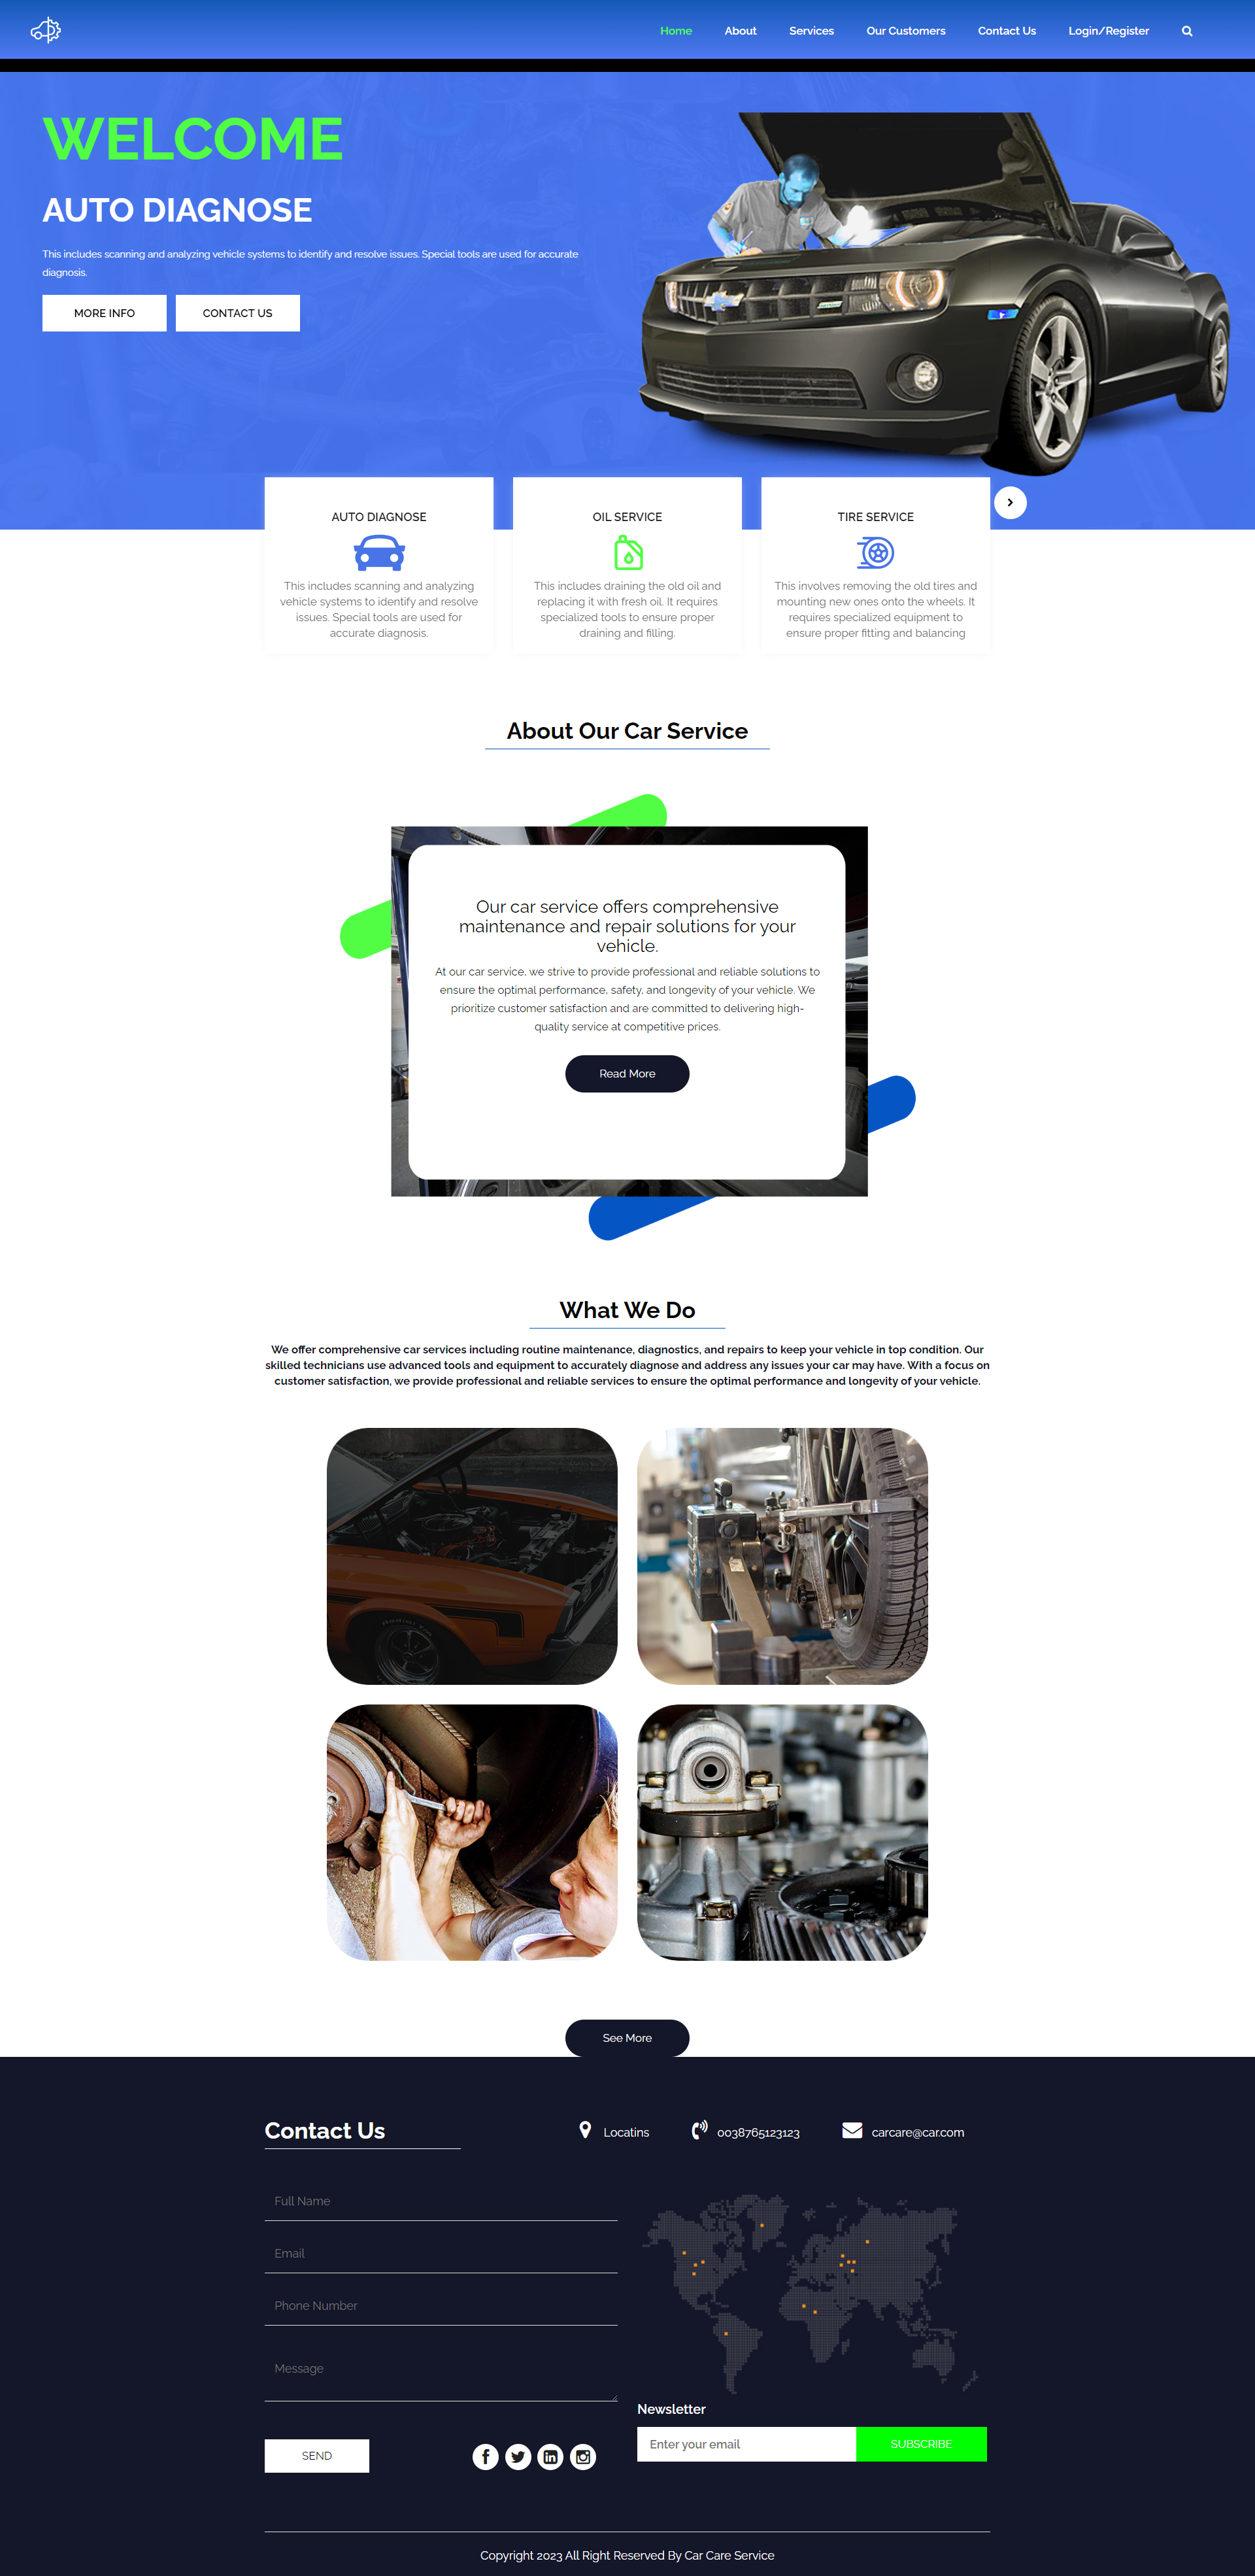 Home
About
Services
Our Customers
Contact Us
Login/Register
WELCOME
AUTO DIAGNOSE
This includes scanning and analyzing vehicle systems to identify and resolve issues. Special tools are used for accurate
diagnosis.
MORE INFO
CONTACT US
AUTO DIAGNOSE
This includes scanning and analyzing
vehicle systems to identify and resolve
issues. Special tools are used for
accurate diagnosis.
OIL SERVICE
This includes draining the old oil and
replacing it with fresh oil. It requires
specialized tools to ensure proper
draining and filling.
TIRE SERVICE
This involves removing the old tires and
mounting new ones onto the wheels. It
requires specialized equipment to
ensure proper fitting and balancing
About Our Car Service
Our car service offers comprehensive
maintenance and repair solutions for your
vehicle.
At our car service, we strive to provide professional and reliable solutions to
ensure the optimal performance, safety, and longevity of your vehicle. We
prioritize customer satisfaction and are committed to delivering high-
quality service at competitive prices.
Read More
What We Do
We offer comprehensive car services including routine maintenance, diagnostics, and repairs to keep your vehicle in top condition. Our
skilled technicians use advanced tools and equipment to accurately diagnose and address any issues your car may have. With a focus on
customer satisfaction, we provide professional and reliable services to ensure the optimal performance and longevity of your vehicle.
See More
Contact Us
Locatins
0038765123123
carcare@car.com
Full Name
Email
Phone Number
Message
SEND
Newsletter
Enter your email
SUBSCRIBE
Copyright 2023 All Right Reserved By Car Care Service